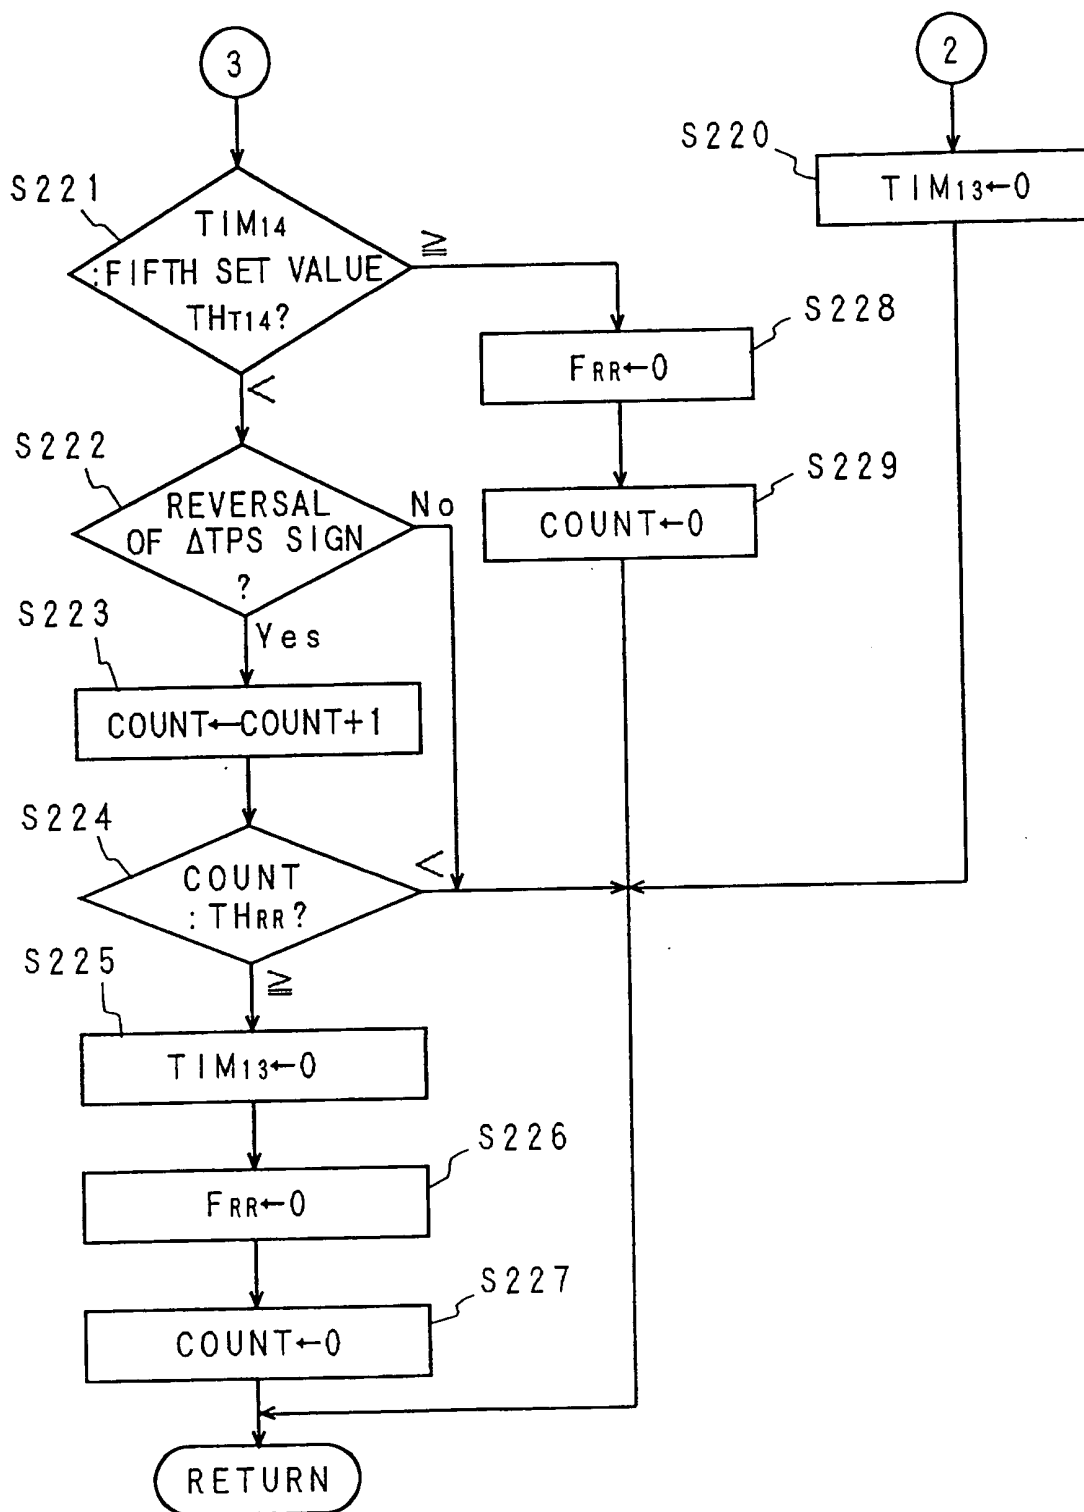 3
2
S220
TIM13←0
S221
TIM14
:FIFTH SET VALUE
THT14?
≧
<
S228
FRR←0
S222
REVERSAL
OF ΔTPS SIGN
?
No
Yes
S229
COUNT←0
S223
COUNT←COUNT+1
S224
COUNT
:THRR?
<
≧
S225
TIM13←0
S226
FRR←0
S227
COUNT←0
RETURN